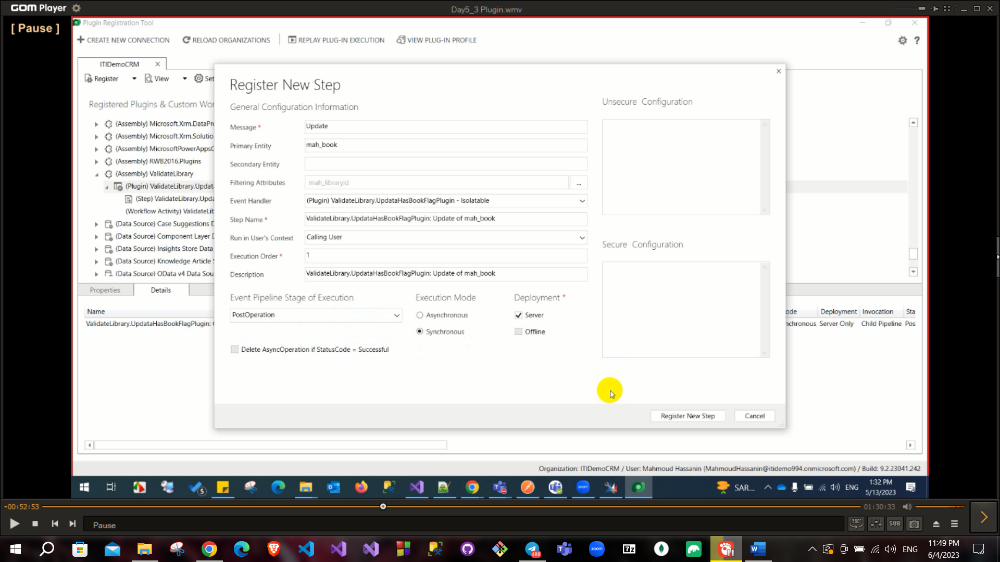 GOM Player
Day5_3 Plugin.wmv
[ Pause ]
Plugin Registration Tool
CREATE NEW CONNECTION
RELOAD ORGANIZATIONS
REPLAY PLUG-IN EXECUTION
VIEW PLUG-IN PROFILE
?
ITIDemoCRM
Register
View
Set
Registered Plugins & Custom Wor
(Assembly) Microsoft.Xrm.DataPro
(Assembly) Microsoft.Xrm.Solutio
(Assembly) MicrosoftPowerAppsC
(Assembly) RWB2016.Plugins
(Assembly) ValidateLibrary
(Plugin) ValidateLibrary.Updat
(Step) ValidateLibrary.Upda
(Workflow Activity) ValidateLib
(Data Source) Case Suggestions D
(Data Source) Component Layer D
(Data Source) Insights Store Data
(Data Source) Knowledge Article S
(Data Source) OData v4 Data Sou
Properties
Details
Name
ValidateLibrary.UpdataHasBookFlagPlugin:
Register New Step
General Configuration Information
Message *
Update
Primary Entity
mah_book
Secondary Entity
Filtering Attributes
mah_libraryid
...
Event Handler
(Plugin) ValidateLibrary.UpdataHasBookFlagPlugin - Isolatable
Step Name *
ValidateLibrary.UpdataHasBookFlagPlugin: Update of mah_book
Run in User's Context
Calling User
Execution Order *
1
Description
ValidateLibrary.UpdataHasBookFlagPlugin: Update of mah_book
Event Pipeline Stage of Execution
PostOperation
Execution Mode
Asynchronous
Synchronous
Deployment *
Server
Offline
Delete AsyncOperation if StatusCode = Successful
Unsecure Configuration
Secure Configuration
Register New Step
Cancel
ode
Deployment
Invocation
Sta
nchronous
Server Only
Child Pipeline
Pos
Organization: ITIDemoCRM / User: Mahmoud Hassanin (MahmoudHassanin@itidemo994.onmicrosoft.com) / Build: 9.2.23041.242
5
zoom
SAR...
ENG
1:32 PM
5/13/2023
-00:52:53
01:30:33
Pause
360°
SUB
488
zoom
7z
W
ENG
11:49 PM
6/4/2023